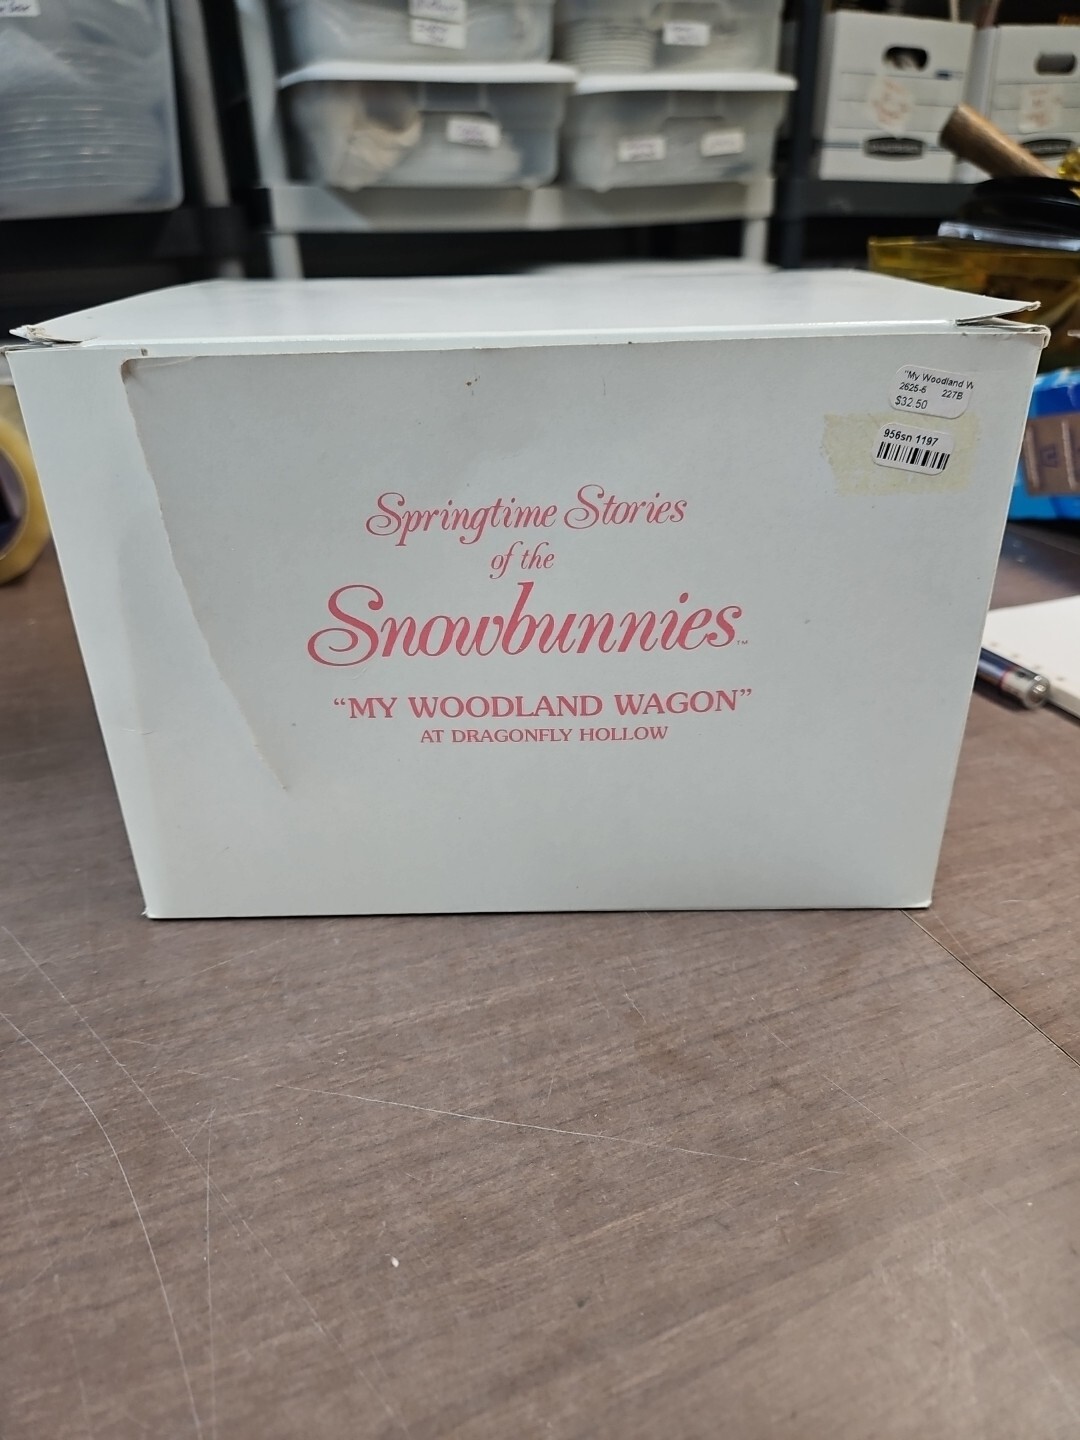 "My Woodland W
2625-6 227B
$32.50
956sn 1197
Springtime Stories
of the
Snowbunnies™
"MY WOODLAND WAGON"
AT DRAGONFLY HOLLOW